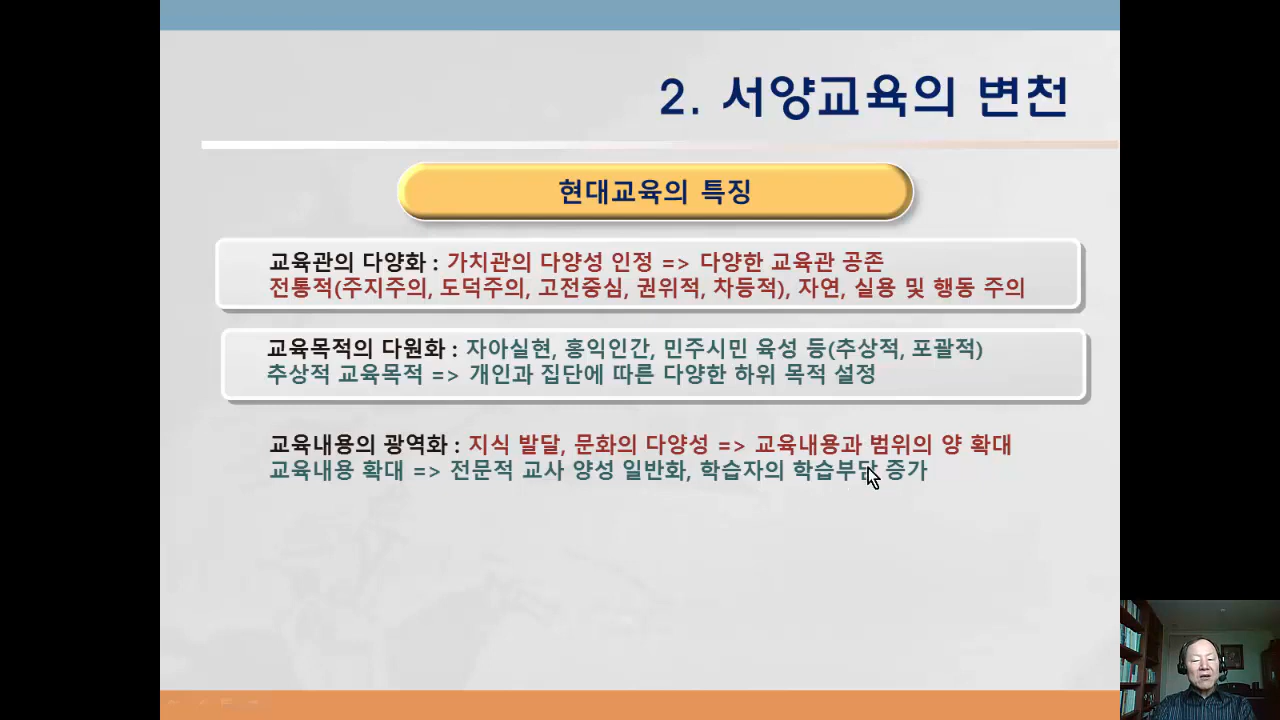 2. 서양교육의 변천
현대교육의 특징
교육관의 다양화 : 가치관의 다양성 인정 => 다양한 교육관 공존
전통적(주지주의, 도덕주의, 고전중심, 권위적, 차등적), 자연, 실용 및 행동 주의
교육목적의 다원화 : 자아실현, 홍익인간, 민주시민 육성 등(추상적, 포괄적)
추상적 교육목적 => 개인과 집단에 따른 다양한 하위 목적 설정
교육내용의 광역화 : 지식 발달, 문화의 다양성 => 교육내용과 범위의 양 확대
교육내용 확대 => 전문적 교사 양성 일반화, 학습자의 학습부담 증가